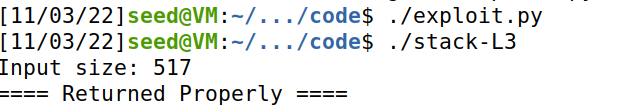 [11/03/22]seed@VM:~/.../code$ ./exploit.py
[11/03/22]seed@VM:~/.../code$ ./stack-L3
Input size: 517
==== Returned Properly ====